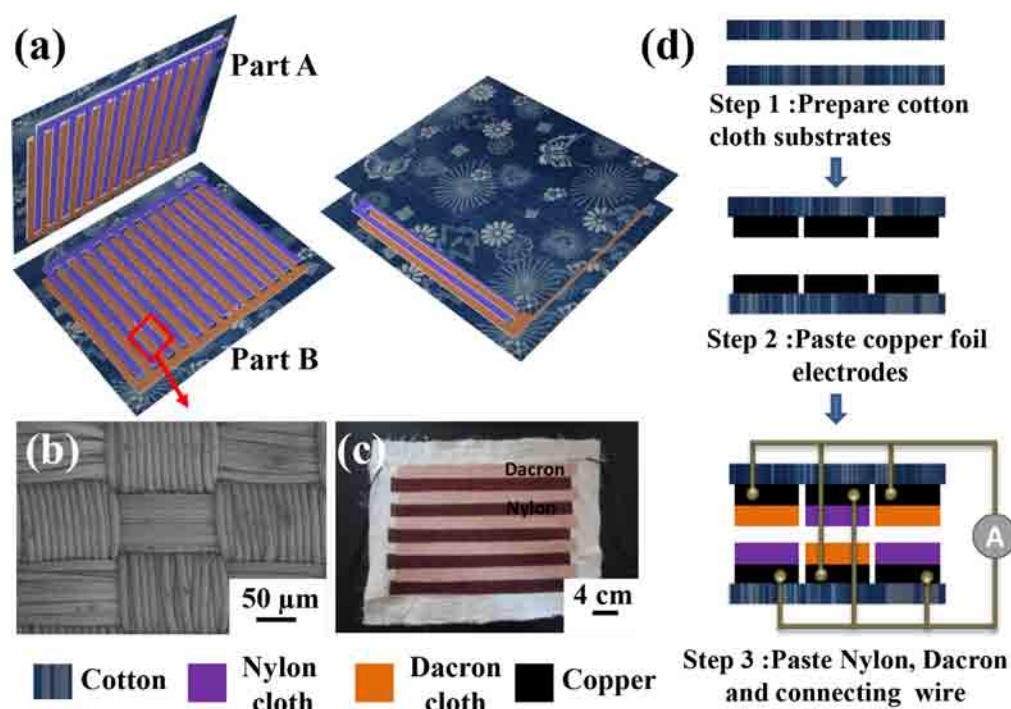 (a)
Part A
Part B
(b)
50 μm
(c)
Dacron
Nylon
4 cm
(d)
Step 1 :Prepare cotton
cloth substrates
Step 2 :Paste copper foil
electrodes
A
Step 3 :Paste Nylon, Dacron
and connecting wire
Cotton
Nylon
cloth
Dacron
cloth
Copper